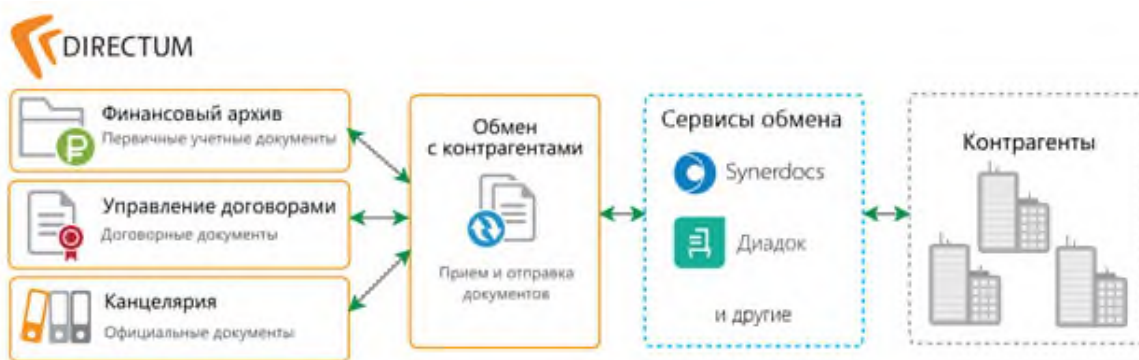 DIRECTUM
Финансовый архив
Первичные учетные документы
Управление договорами
Договорные документы
Канцелярия
Официальные документы
Обмен
с контрагентами
Прием и отправка
документов
Сервисы обмена
Synerdocs
Диадок
и другие
Контрагенты